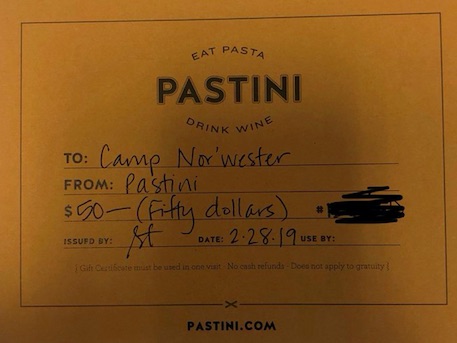 EAT PASTA
PASTINI
DRINK WINE
TO: Camp Nor'wester
FROM: Pastini
$ 50— (Fifty dollars) #
ISSUED BY: DATE: 2·28·19 USE BY:
[ Gift Certificate must be used in one visit · No cash refunds · Does not apply to gratuity ]
PASTINI.COM